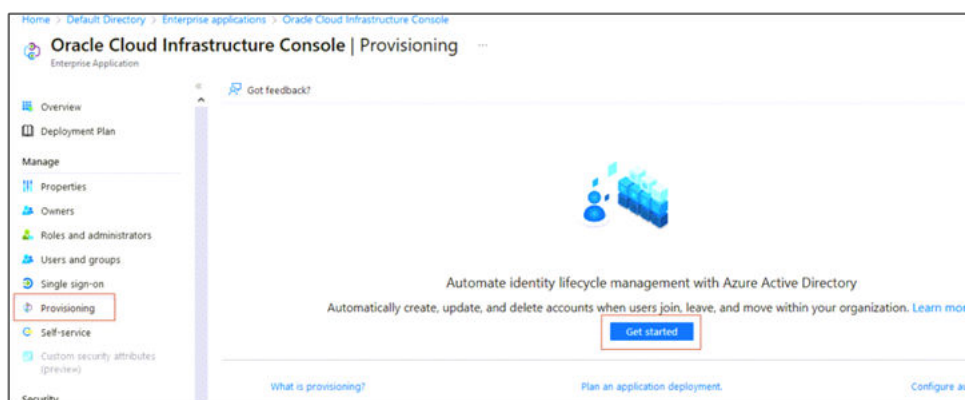 Home > Default Directory > Enterprise applications > Oracle Cloud Infrastructure Console
Oracle Cloud Infrastructure Console | Provisioning ...
Enterprise Application
«
Got feedback?
Overview
Deployment Plan
Manage
Properties
Owners
Roles and administrators
Users and groups
Single sign-on
Provisioning
Self-service
Custom security attributes
(preview)
Security
Automate identity lifecycle management with Azure Active Directory
Automatically create, update, and delete accounts when users join, leave, and move within your organization. Learn mor
Get started
What is provisioning?
Plan an application deployment.
Configure au